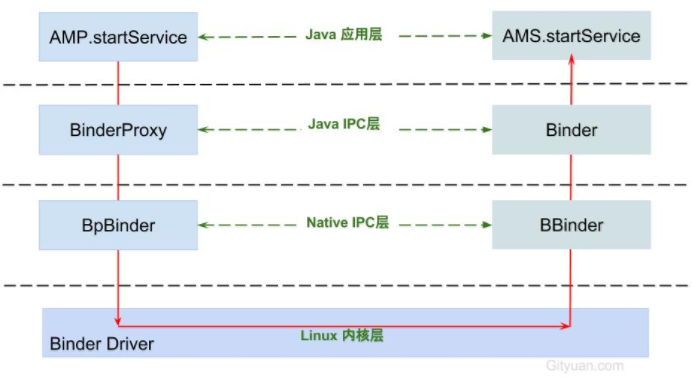 AMP.startService
Java 应用层
AMS.startService
BinderProxy
Java IPC层
Binder
BpBinder
Native IPC层
BBinder
Linux 内核层
Binder Driver
Gityuan.com